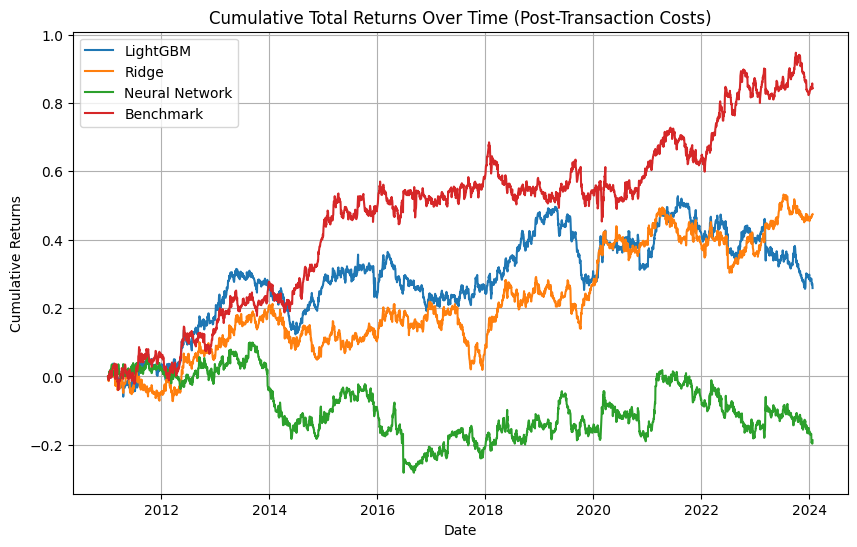 Cumulative Total Returns Over Time (Post-Transaction Costs)
LightGBM
Ridge
Neural Network
Benchmark
Cumulative Returns
1.0
0.8
0.6
0.4
0.2
0.0
−0.2
2012 2014 2016 2018 2020 2022 2024
Date